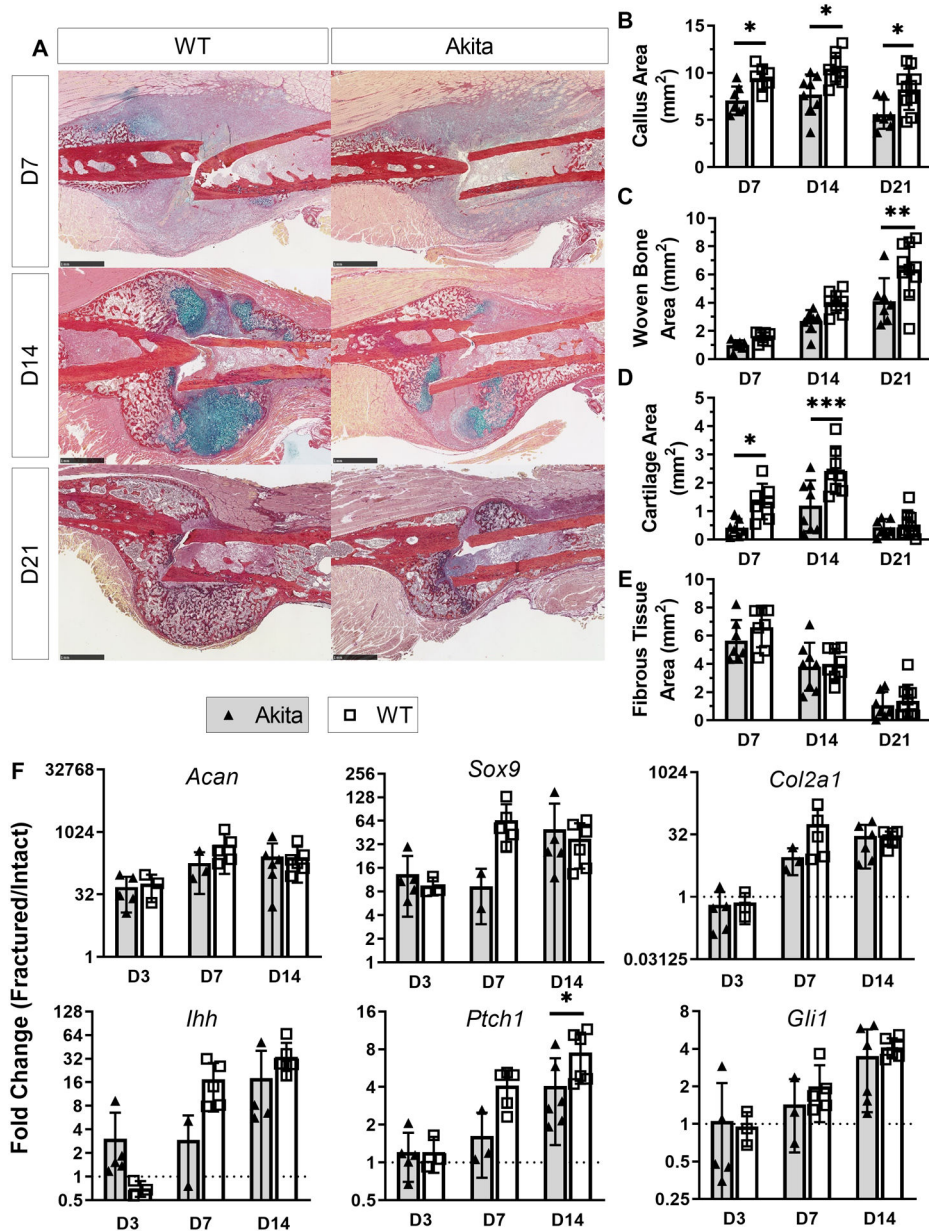 A
WT
Akita
D7
D14
D21
B
Callus Area
(mm²)
15
10
5
0
*
*
*
D7
D14
D21
C
Woven Bone
Area (mm²)
10
8
6
4
2
0
**
D7
D14
D21
D
Cartilage Area
(mm²)
5
4
3
2
1
0
*
***
D7
D14
D21
E
Fibrous Tissue
Area (mm²)
10
8
6
4
2
0
D7
D14
D21
Akita
WT
F
Fold Change (Fractured/Intact)
Acan
32768
1024
32
1
D3
D7
D14
Sox9
256
128
64
32
16
8
4
2
1
D3
D7
D14
Col2a1
1024
32
1
0.03125
D3
D7
D14
Ihh
128
64
32
16
8
4
2
1
0.5
D3
D7
D14
Ptch1
16
8
4
2
1
0.5
*
D3
D7
D14
Gli1
8
4
2
1
0.5
0.25
D3
D7
D14